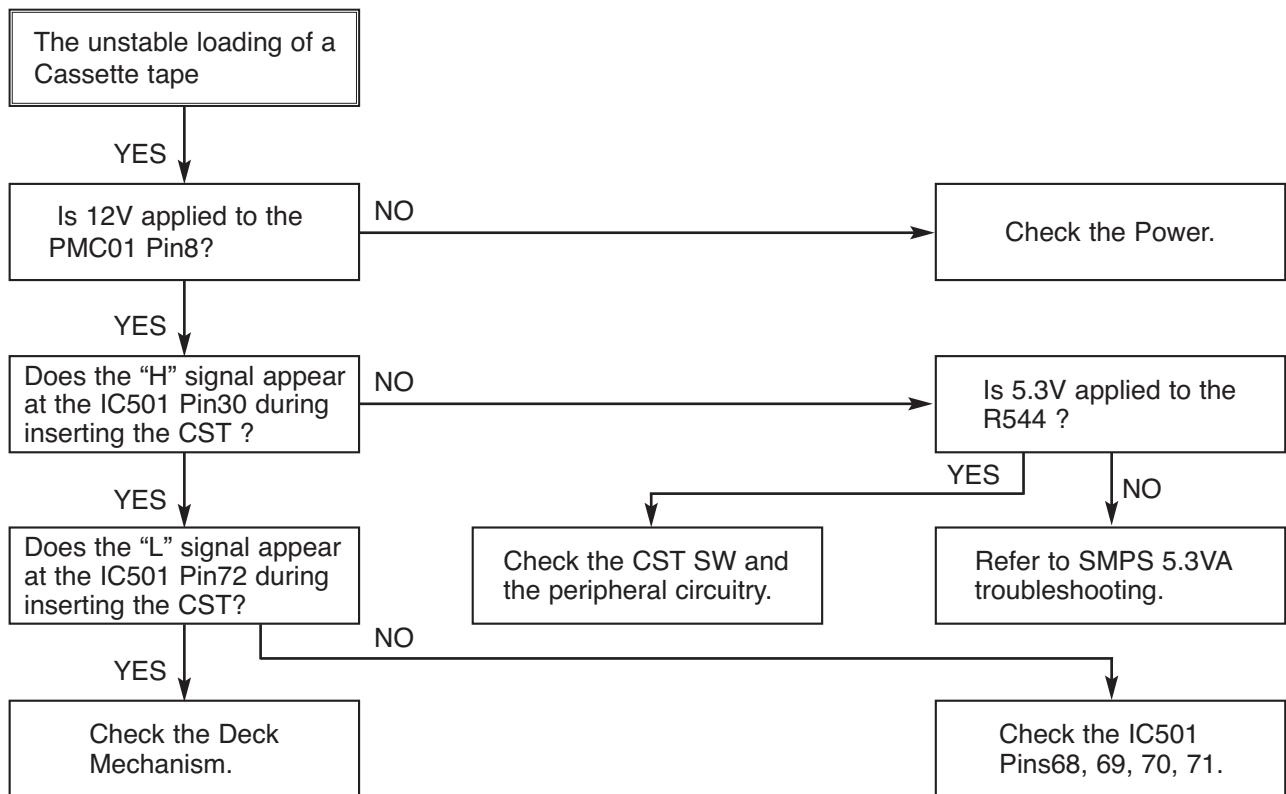 The unstable loading of a
Cassette tape
YES
Is 12V applied to the
PMC01 Pin8?
NO
Check the Power.
YES
Does the “H” signal appear
at the IC501 Pin30 during
inserting the CST ?
NO
Is 5.3V applied to the
R544 ?
YES
NO
YES
Check the CST SW and
the peripheral circuitry.
Refer to SMPS 5.3VA
troubleshooting.
Does the “L” signal appear
at the IC501 Pin72 during
inserting the CST?
NO
YES
Check the Deck
Mechanism.
Check the IC501
Pins68, 69, 70, 71.